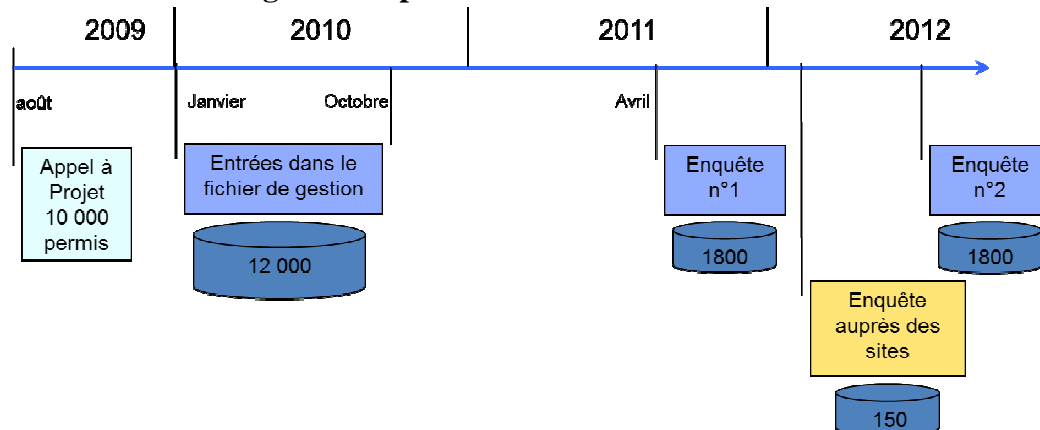 2009
2010
2011
2012
août
Janvier
Octobre
Avril
Appel à
Projet
10 000
permis
Entrées dans le
fichier de gestion
12 000
Enquête
n°1
1800
Enquête
n°2
1800
Enquête
auprès des
sites
150